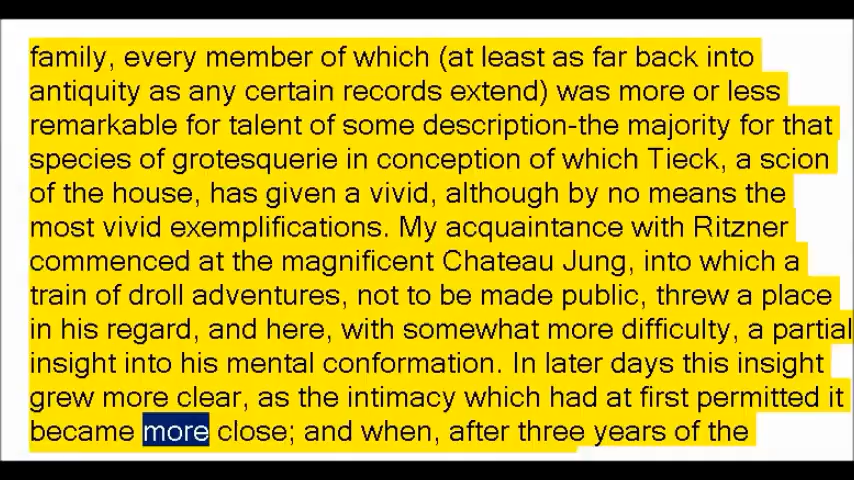 family, every member of which (at least as far back into
antiquity as any certain records extend) was more or less
remarkable for talent of some description-the majority for that
species of grotesquerie in conception of which Tieck, a scion
of the house, has given a vivid, although by no means the
most vivid exemplifications. My acquaintance with Ritzner
commenced at the magnificent Chateau Jung, into which a
train of droll adventures, not to be made public, threw a place
in his regard, and here, with somewhat more difficulty, a partial
insight into his mental conformation. In later days this insight
grew more clear, as the intimacy which had at first permitted it
became more close; and when, after three years of the